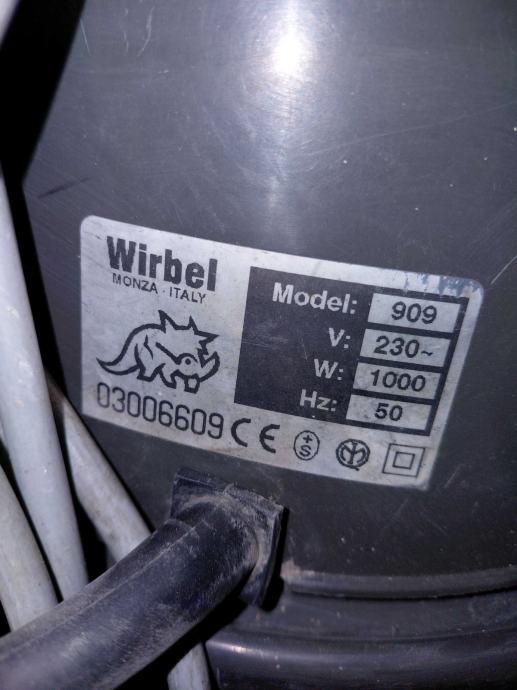 Wirbel
MONZA - ITALY
03006609 CE
+
S
Model: 909
V: 230~
W: 1000
Hz: 50